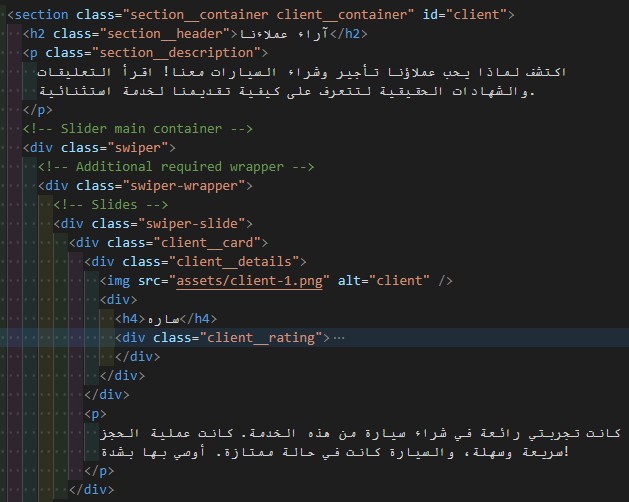 <section class="section__container client__container" id="client">
<h2 class="section__header">آراء عملاءنا</h2>
<p class="section__description">
اكتشف لماذا يحب عملاؤنا تأجير وشراء السيارات معنا! اقرأ التعليقات
والشهادات الحقيقية لتتعرف على كيفية تقديمنا لخدمة استثنائية.
</p>
<!-- Slider main container -->
<div class="swiper">
<!-- Additional required wrapper -->
<div class="swiper-wrapper">
<!-- Slides -->
<div class="swiper-slide">
<div class="client__card">
<div class="client__details">
<img src="assets/client-1.png" alt="client" />
<div>
<h4>ساره</h4>
<div class="client__rating">…
</div>
</div>
</div>
<p>
كانت تجربتي رائعة في شراء سيارة من هذه الخدمة. كانت عملية الحجز
سريعة وسهلة، والسيارة كانت في حالة ممتازة. أوصي بها بشدة!
</p>
</div>